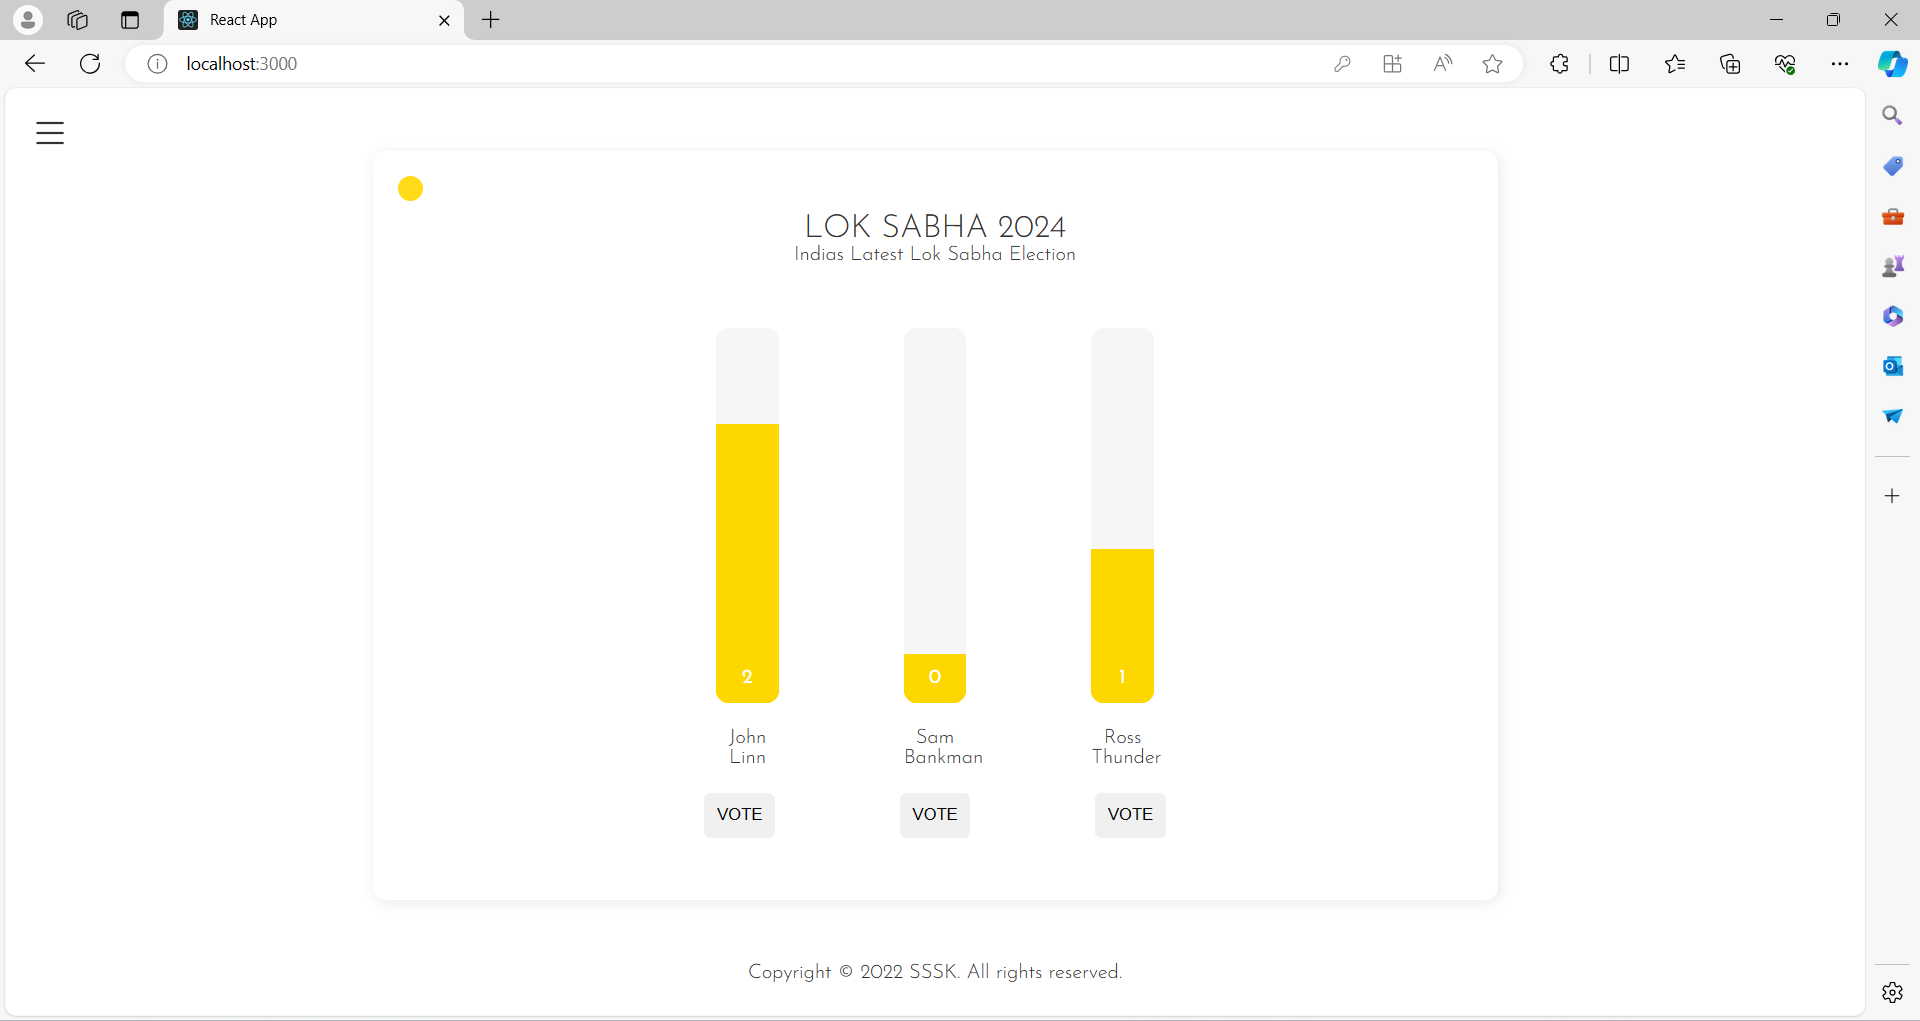 React App
localhost:3000
LOK SABHA 2024
Indias Latest Lok Sabha Election
2
0
1
John
Linn
Sam
Bankman
Ross
Thunder
VOTE
VOTE
VOTE
Copyright © 2022 SSSK. All rights reserved.